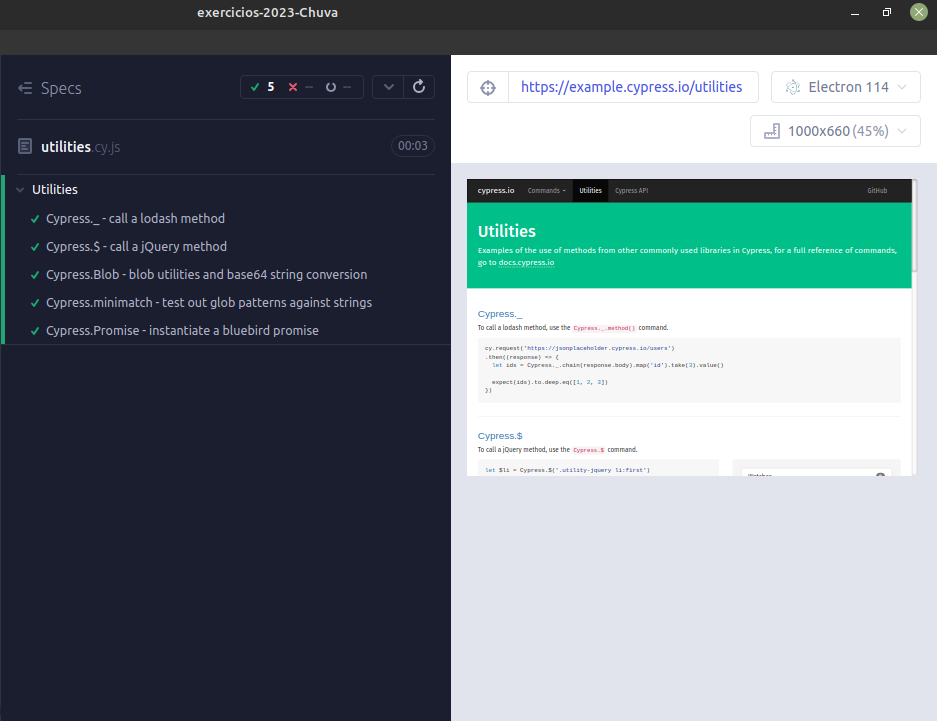 exercicios-2023-Chuva
Specs
5 -- --
utilities.cy.js
00:03
Utilities
Cypress._ - call a lodash method
Cypress.$ - call a jQuery method
Cypress.Blob - blob utilities and base64 string conversion
Cypress.minimatch - test out glob patterns against strings
Cypress.Promise - instantiate a bluebird promise
https://example.cypress.io/utilities
Electron 114
1000x660 (45%)
cypress.io Commands Utilities Cypress API GitHub
Utilities
Examples of the use of methods from other commonly used libraries in Cypress, for a full reference of commands,
go to docs.cypress.io
Cypress._
To call a lodash method, use the Cypress._.method() command.
cy.request('https://jsonplaceholder.cypress.io/users')
.then((response) => {
let ids = Cypress._.chain(response.body).map('id').take(3).value()
expect(ids).to.deep.eq([1, 2, 3])
})
Cypress.$
To call a jQuery method, use the Cypress.$ command.
let $li = Cypress.$('.utility-jquery li:first')